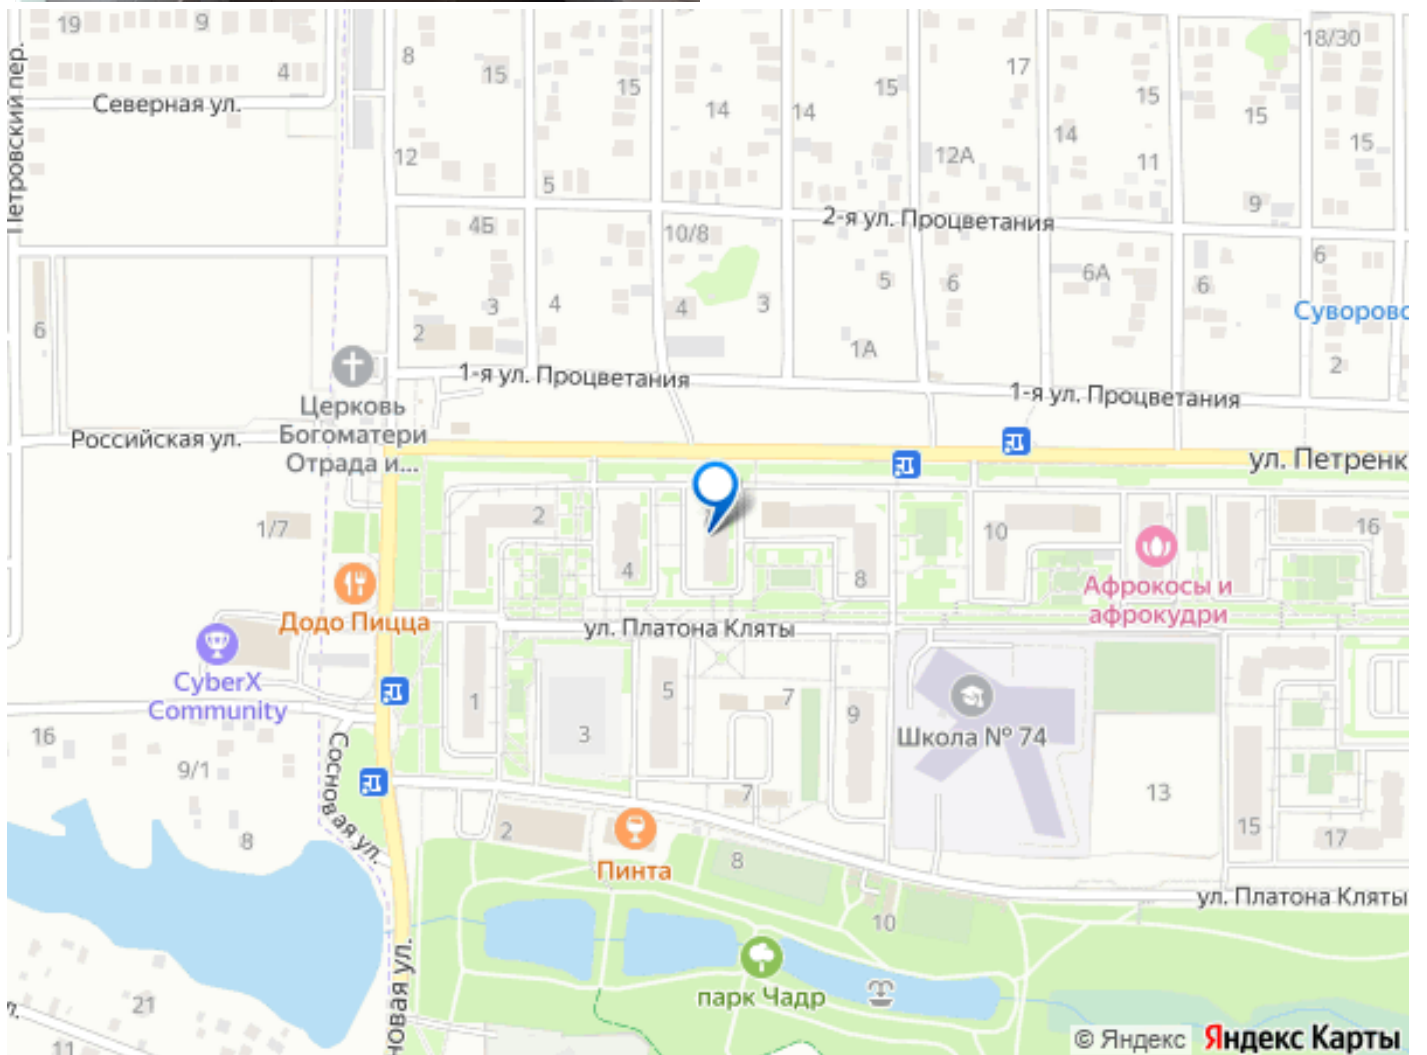 19
9
8
18/30
Петровский пер.
4
15
15
14
14
15
17
15
15
14
15
Северная ул.
12
12А
11
5
9
4Б
10/8
2-я ул. Процветания
6
6
2
3
4
4
3
5
6
6А
6
Суворовс
1А
2
1-я ул. Процветания
1-я ул. Процветания
Церковь
Богоматери
Отрада и...
Российская ул.
ул. Петренк
1/7
2
4
8
10
16
Афрокосы и
афрокудри
Додо Пицца
ул. Платона Кляты
CyberX
Community
1
5
7
9
3
Школа № 74
16
9/1
8
Сосновая ул.
7
13
2
Пинта
8
15
17
10
ул. Платона Кляты
новая ул.
парк Чадр
21
л.
11
© Яндекс Яндекс Карты